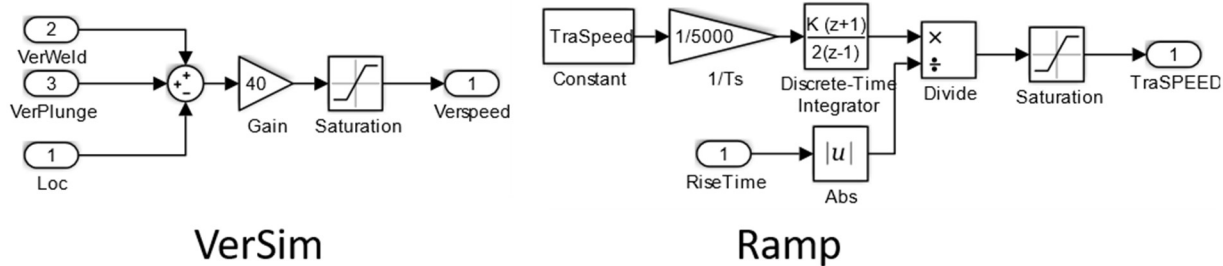 2
VerWeld
3
VerPlunge
1
Loc
+
+
−
40
Gain
Saturation
1
Verspeed
VerSim
TraSpeed
Constant
1/5000
1/Ts
K (z+1)
2(z-1)
Discrete-Time
Integrator
×
÷
Divide
Saturation
1
TraSPEED
1
RiseTime
|u|
Abs
Ramp